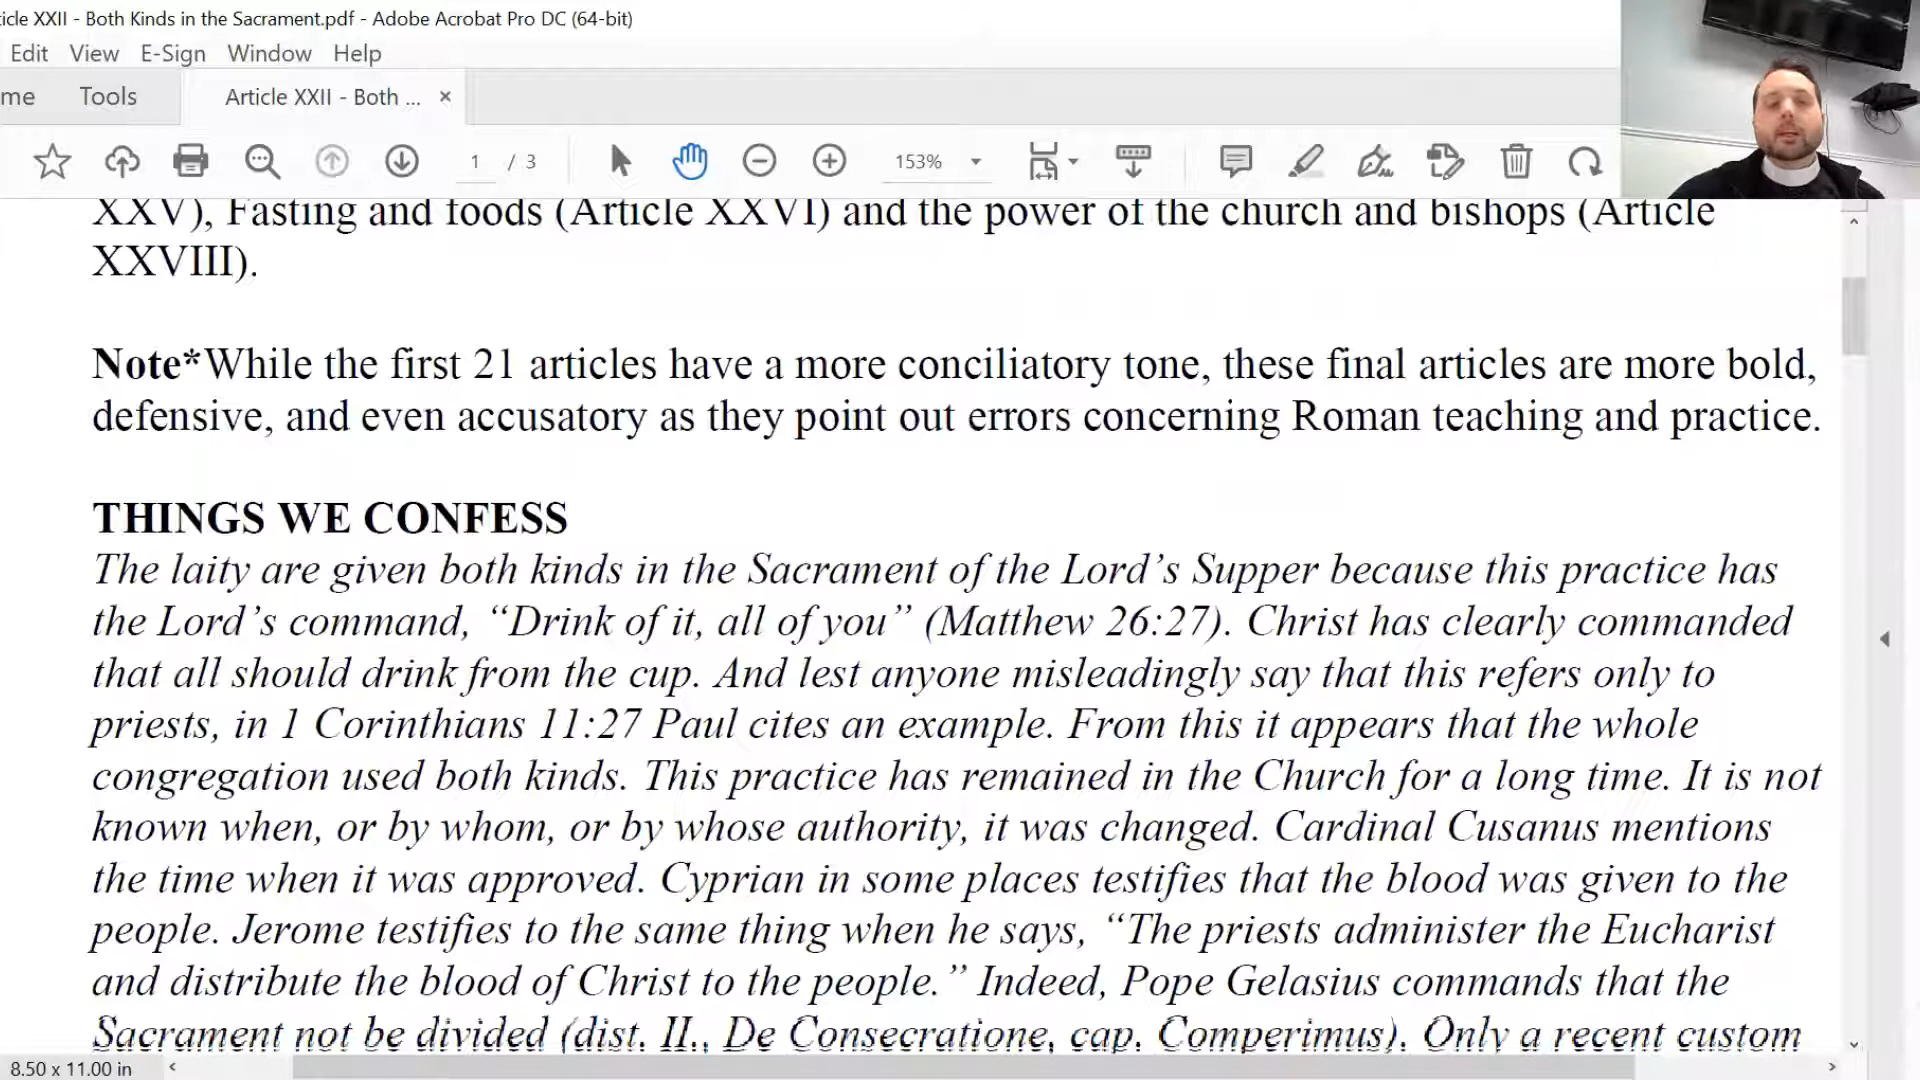 icle XXII - Both Kinds in the Sacrament.pdf - Adobe Acrobat Pro DC (64-bit)
Edit View E-Sign Window Help
me Tools Article XXII - Both ... ×
1 / 3 153%
XXV), Fasting and foods (Article XXVI) and the power of the church and bishops (Article
XXVIII).
Note*While the first 21 articles have a more conciliatory tone, these final articles are more bold,
defensive, and even accusatory as they point out errors concerning Roman teaching and practice.
THINGS WE CONFESS
The laity are given both kinds in the Sacrament of the Lord’s Supper because this practice has
the Lord’s command, “Drink of it, all of you” (Matthew 26:27). Christ has clearly commanded
that all should drink from the cup. And lest anyone misleadingly say that this refers only to
priests, in 1 Corinthians 11:27 Paul cites an example. From this it appears that the whole
congregation used both kinds. This practice has remained in the Church for a long time. It is not
known when, or by whom, or by whose authority, it was changed. Cardinal Cusanus mentions
the time when it was approved. Cyprian in some places testifies that the blood was given to the
people. Jerome testifies to the same thing when he says, “The priests administer the Eucharist
and distribute the blood of Christ to the people.” Indeed, Pope Gelasius commands that the
Sacrament not be divided (dist. II., De Consecratione, cap. Comperimus). Only a recent custom
8.50 x 11.00 in